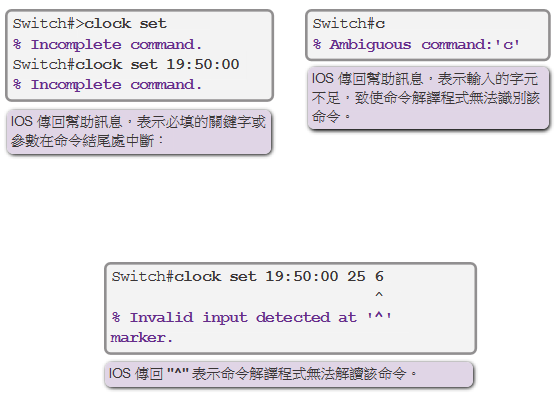 Switch#>clock set
% Incomplete command.
Switch#clock set 19:50:00
% Incomplete command.
IOS 傳回幫助訊息，表示必填的關鍵字或
參數在命令結尾處中斷：
Switch#c
% Ambiguous command:'c'
IOS 傳回幫助訊息，表示輸入的字元
不足，致使命令解譯程式無法識別該
命令。
Switch#clock set 19:50:00 25 6
^
% Invalid input detected at '^'
marker.
IOS 傳回 "^" 表示命令解譯程式無法解讀該命令。